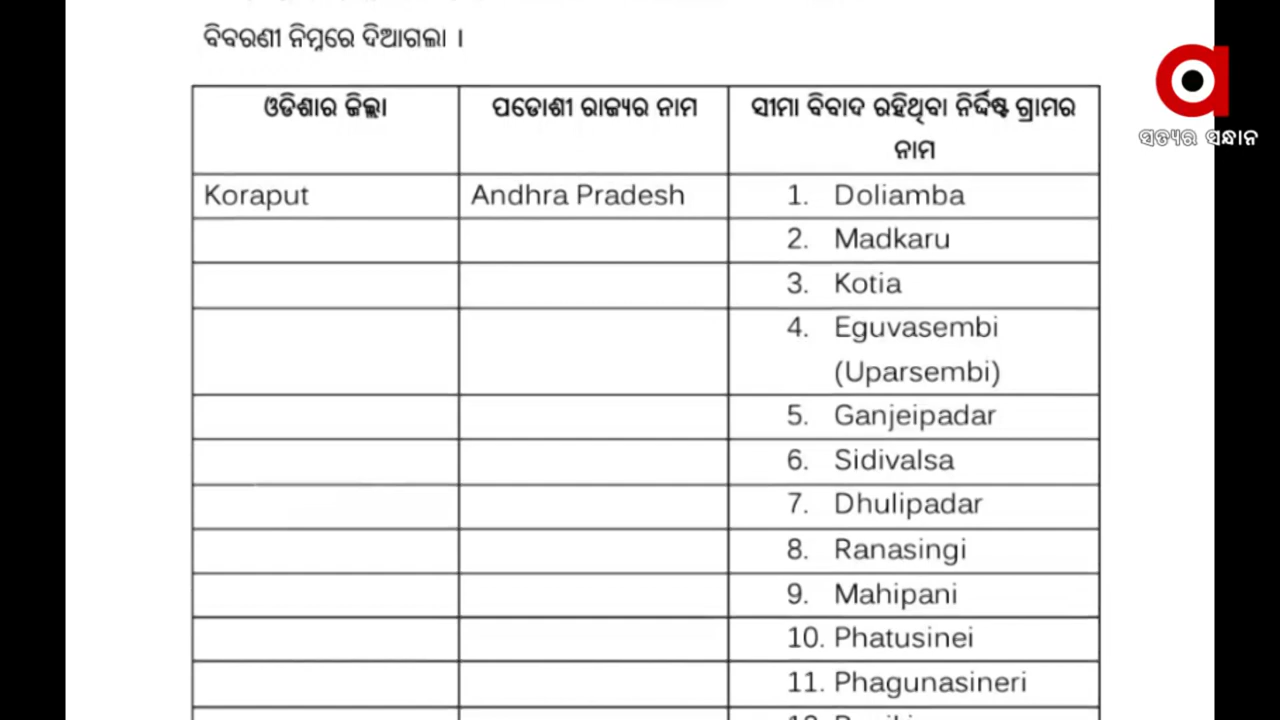 ବିବରଣୀ ନିମ୍ନରେ ଦିଆଗଲା ।
ଓଡିଶାର ଜିଲ୍ଲା ପଡୋଶୀ ରାଜ୍ୟର ନାମ ସୀମା ବିବାଦ ରହିଥିବା ନିର୍ଦ୍ଦିଷ୍ଟ ଗ୍ରାମର
ନାମ
ସତ୍ୟର ସନ୍ଧାନ
Koraput Andhra Pradesh 1. Doliamba
2. Madkaru
3. Kotia
4. Eguvasembi
(Uparsembi)
5. Ganjeipadar
6. Sidivalsa
7. Dhulipadar
8. Ranasingi
9. Mahipani
10. Phatusinei
11. Phagunasineri